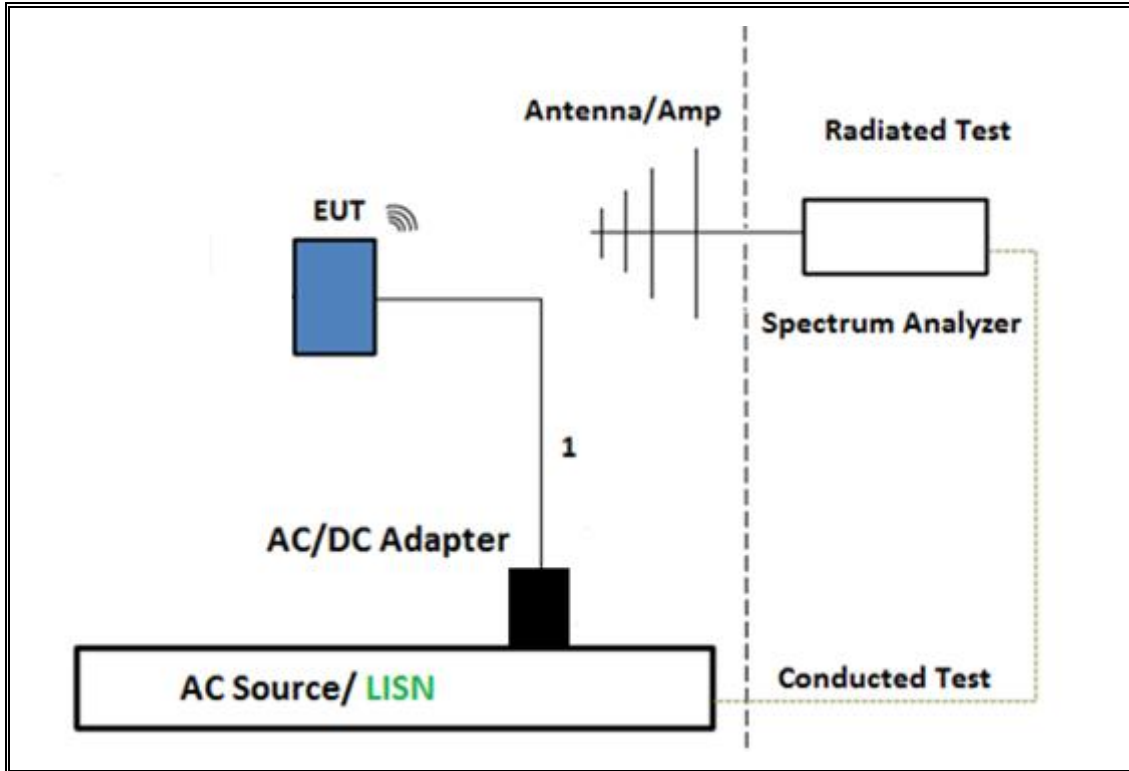 Antenna/Amp
Radiated Test
EUT
Spectrum Analyzer
1
AC/DC Adapter
AC Source/ LISN
Conducted Test